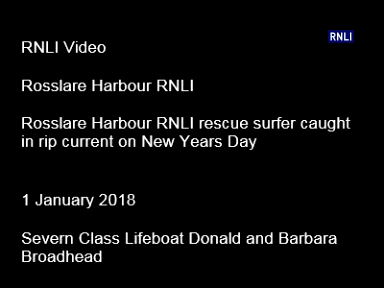 RNLI
RNLI Video
Rosslare Harbour RNLI
Rosslare Harbour RNLI rescue surfer caught
in rip current on New Years Day
1 January 2018
Severn Class Lifeboat Donald and Barbara
Broadhead